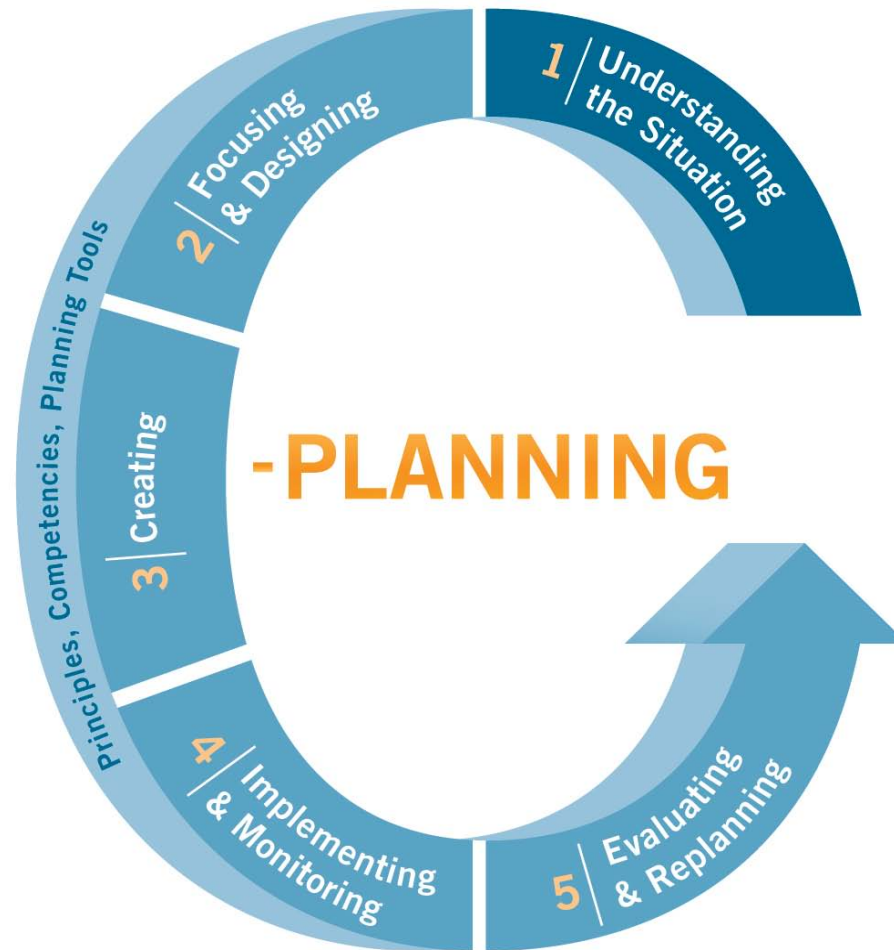 1 Understanding
the Situation
2 Focusing
& Designing
3 Creating
4 Implementing
& Monitoring
5 Evaluating
& Replanning
Principles, Competencies, Planning Tools
-PLANNING